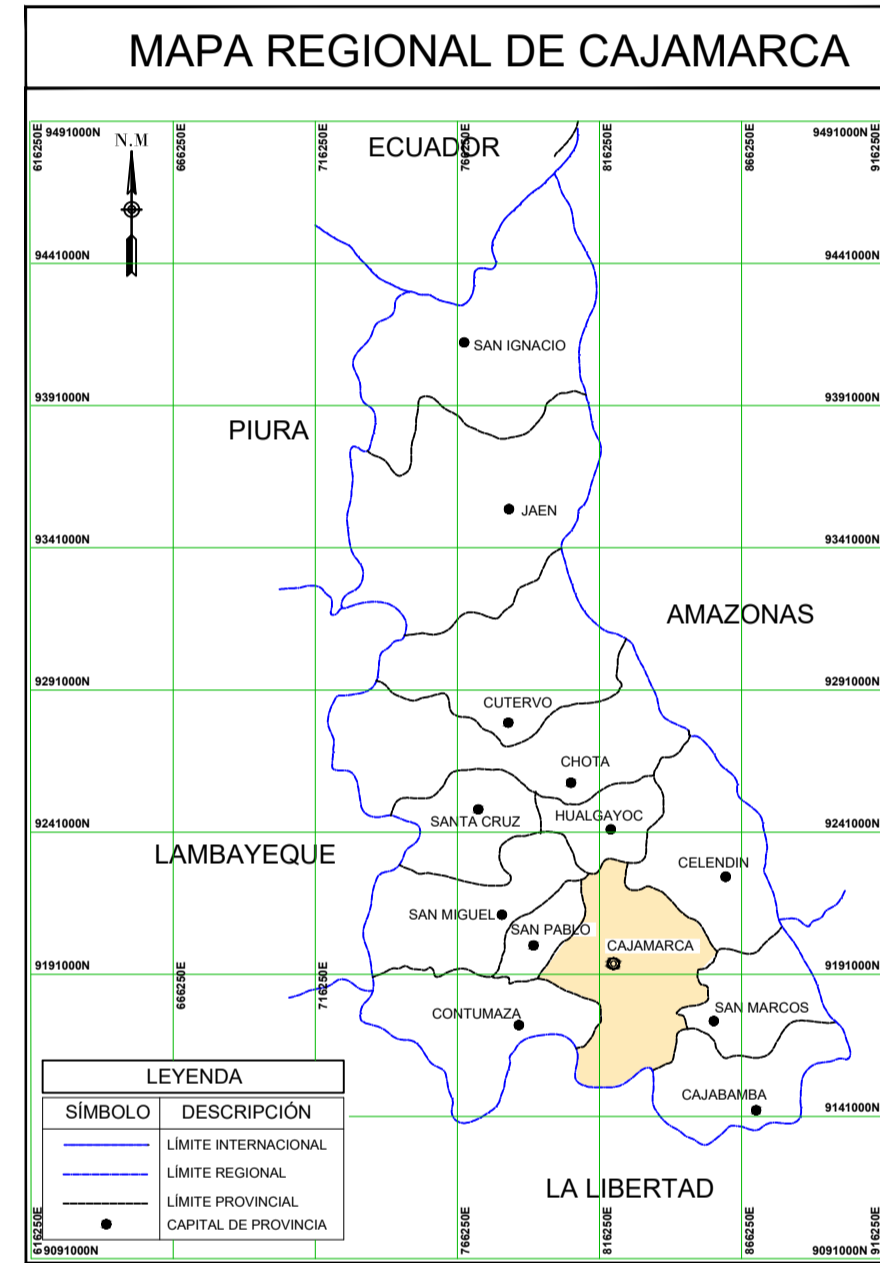 MAPA REGIONAL DE CAJAMARCA
616250E
9491000N
N.M
666250E
716250E
ECUADOR
766250E
816250E
866250E
9491000N
916250E
9441000N
9441000N
SAN IGNACIO
9391000N
9391000N
PIURA
JAEN
9341000N
9341000N
AMAZONAS
9291000N
9291000N
CUTERVO
CHOTA
SANTA CRUZ
HUALGAYOC
9241000N
9241000N
LAMBAYEQUE
CELENDIN
SAN MIGUEL
SAN PABLO
CAJAMARCA
9191000N
9191000N
666250E
716250E
CONTUMAZA
SAN MARCOS
CAJABAMBA
9141000N
LEYENDA
SÍMBOLO DESCRIPCIÓN
LÍMITE INTERNACIONAL
LÍMITE REGIONAL
LÍMITE PROVINCIAL
CAPITAL DE PROVINCIA
LA LIBERTAD
616250E
9091000N
766250E
816250E
866250E
9091000N
916250E